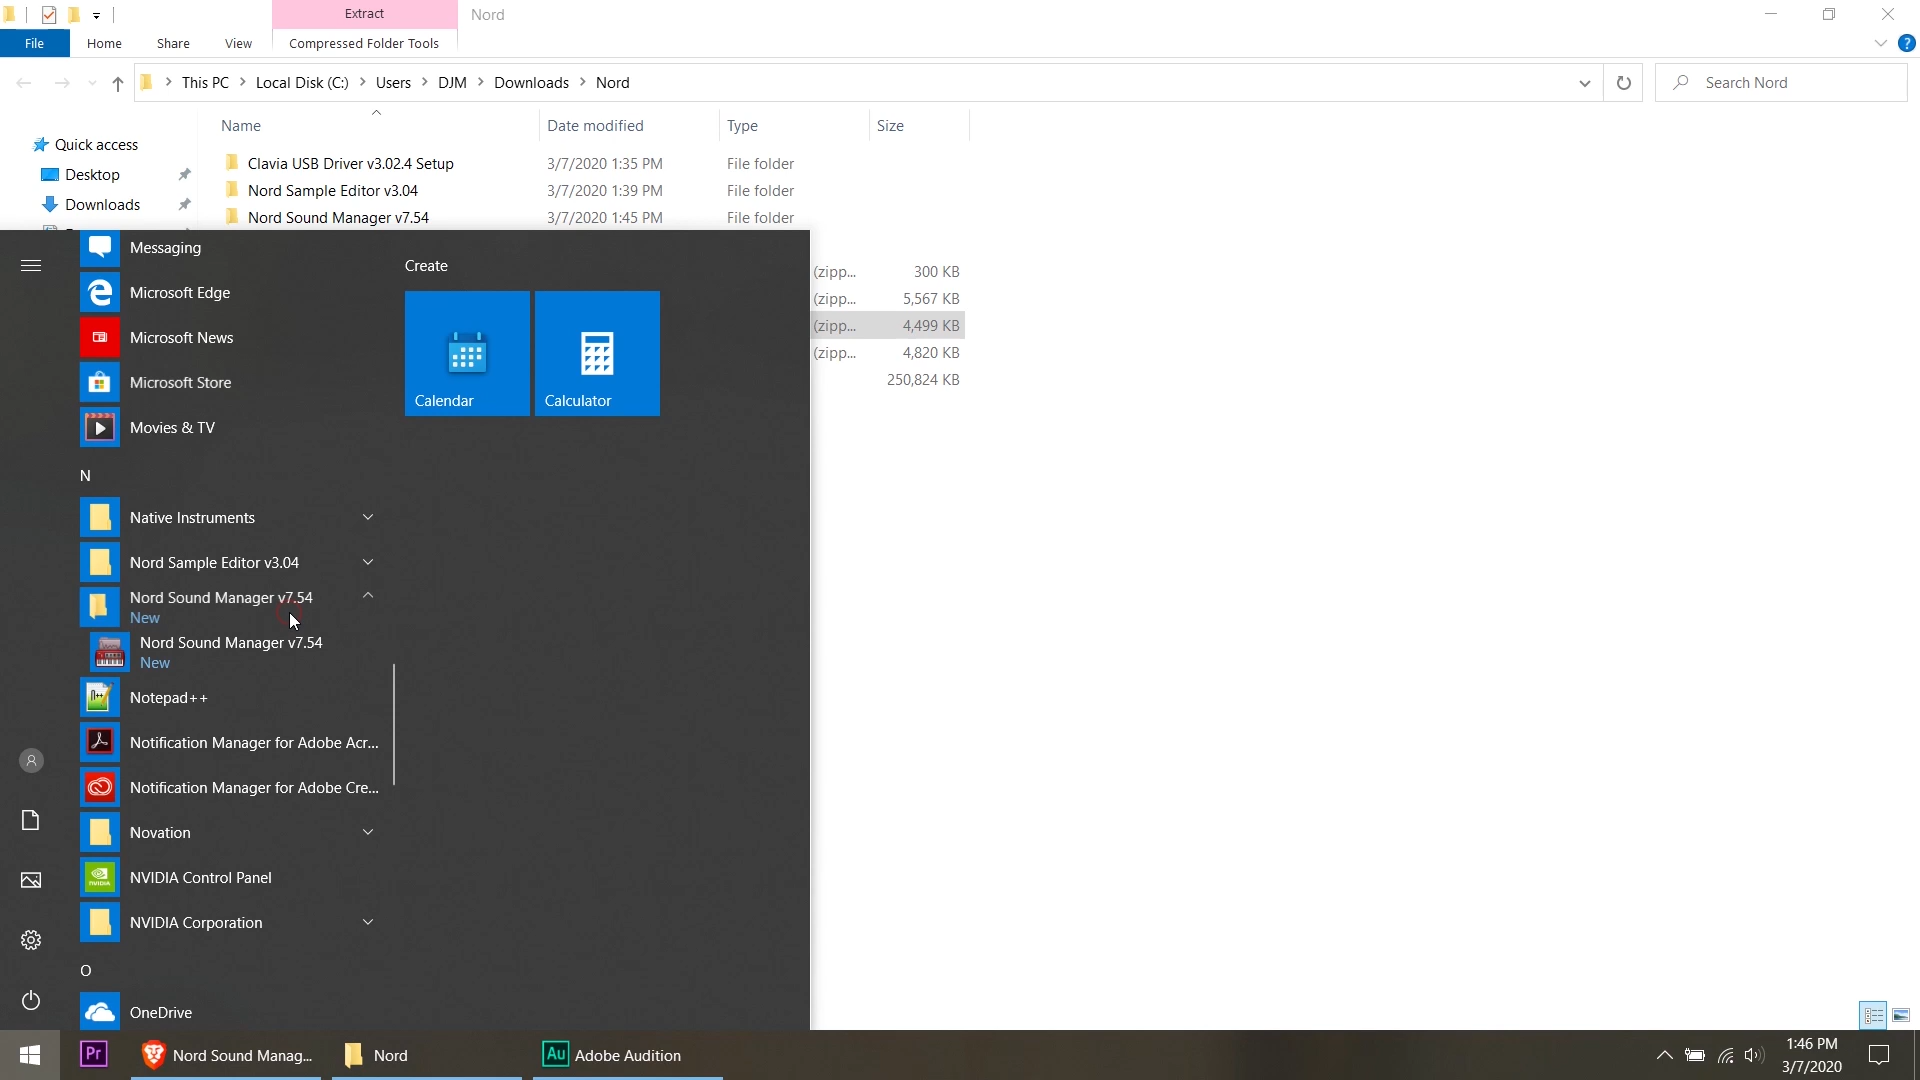 Extract
Nord
File
Home
Share
View
Compressed Folder Tools
?
This PC > Local Disk (C:) > Users > DJM > Downloads > Nord
Search Nord
Name
Date modified
Type
Size
Quick access
Desktop
Downloads
Clavia USB Driver v3.02.4 Setup
3/7/2020 1:35 PM
File folder
Nord Sample Editor v3.04
3/7/2020 1:39 PM
File folder
Nord Sound Manager v7.54
3/7/2020 1:45 PM
File folder
(zipp...
300 KB
(zipp...
5,567 KB
(zipp...
4,499 KB
(zipp...
4,820 KB
250,824 KB
Messaging
Microsoft Edge
Microsoft News
Microsoft Store
Movies & TV
N
Native Instruments
Nord Sample Editor v3.04
Nord Sound Manager v7.54
New
Nord Sound Manager v7.54
New
Notepad++
Notification Manager for Adobe Acr...
Notification Manager for Adobe Cre...
Novation
NVIDIA Control Panel
NVIDIA Corporation
O
OneDrive
Create
Calendar
Calculator
Pr
Nord Sound Manag...
Nord
Au
Adobe Audition
1:46 PM
3/7/2020